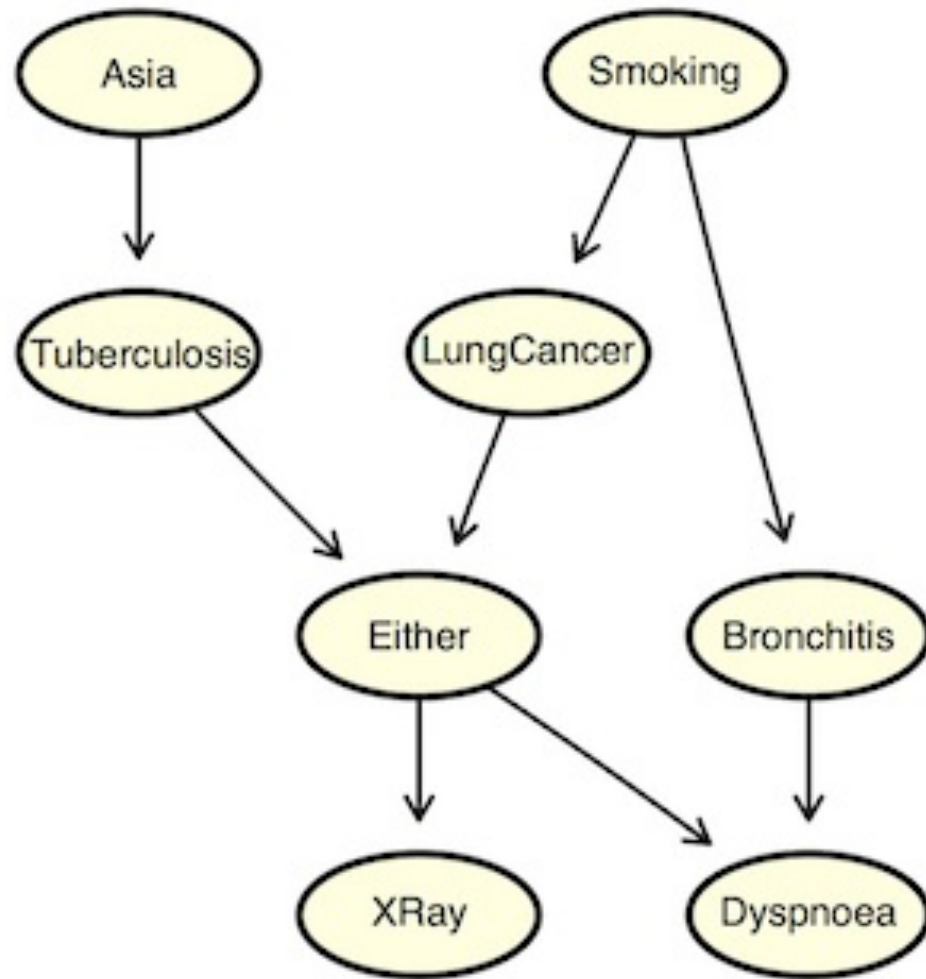 Asia
Smoking
Tuberculosis
LungCancer
Either
Bronchitis
XRay
Dyspnoea